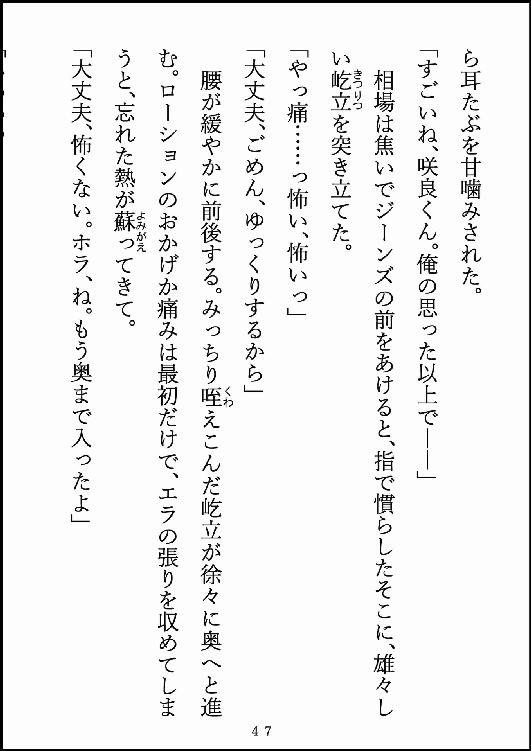 ら耳たぶを甘噛みされた。
「すごいね、咲良くん。俺の思った以上で――」
　相場は焦いでジーンズの前をあけると、指で慣らしたそこに、雄々し
い屹立を突き立てた。
きつりつ
「やっ痛……っ怖い、怖いっ」
「大丈夫、ごめん、ゆっくりするから」
　腰が緩やかに前後する。みっちり咥えこんだ屹立が徐々に奥へと進
くわ
む。ローションのおかげか痛みは最初だけで、エラの張りを収めてしま
うと、忘れた熱が蘇ってきて。
よみがえ
「大丈夫、怖くない。ホラ、ね。もう奥まで入ったよ」
47